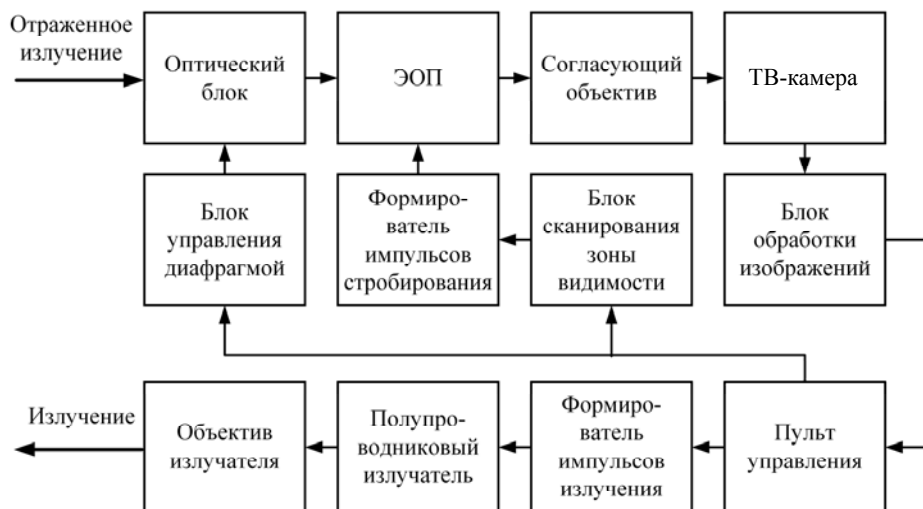 Отраженное
излучение
Оптический
блок
ЭОП
Согласующий
объектив
ТВ-камера
Блок
управления
диафрагмой
Формиро-
ватель
импульсов
стробирования
Блок
сканирования
зоны
видимости
Блок
обработки
изображений
Излучение
Объектив
излучателя
Полупро-
водниковый
излучатель
Формиро-
ватель
импульсов
излучения
Пульт
управления